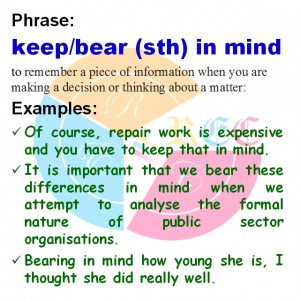 Phrase:
keep/bear (sth) in mind
to remember a piece of information when you are
making a decision or thinking about a matter:
Examples:
✓ Of course, repair work is expensive
and you have to keep that in mind.
✓ It is important that we bear these
differences in mind when we
attempt to analyse the formal
nature of public sector
organisations.
✓ Bearing in mind how young she is, I
thought she did really well.